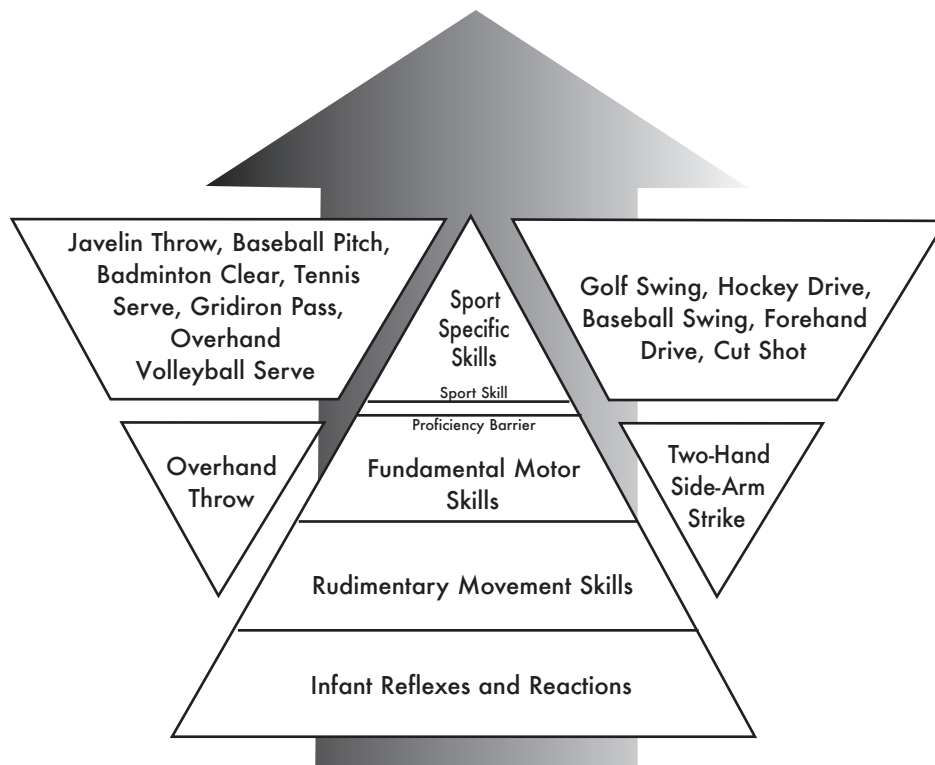 Javelin Throw, Baseball Pitch,
Badminton Clear, Tennis
Serve, Gridiron Pass,
Overhand
Volleyball Serve
Sport
Specific
Skills
Golf Swing, Hockey Drive,
Baseball Swing, Forehand
Drive, Cut Shot
Sport Skill
Proficiency Barrier
Overhand
Throw
Fundamental Motor
Skills
Two-Hand
Side-Arm
Strike
Rudimentary Movement Skills
Infant Reflexes and Reactions